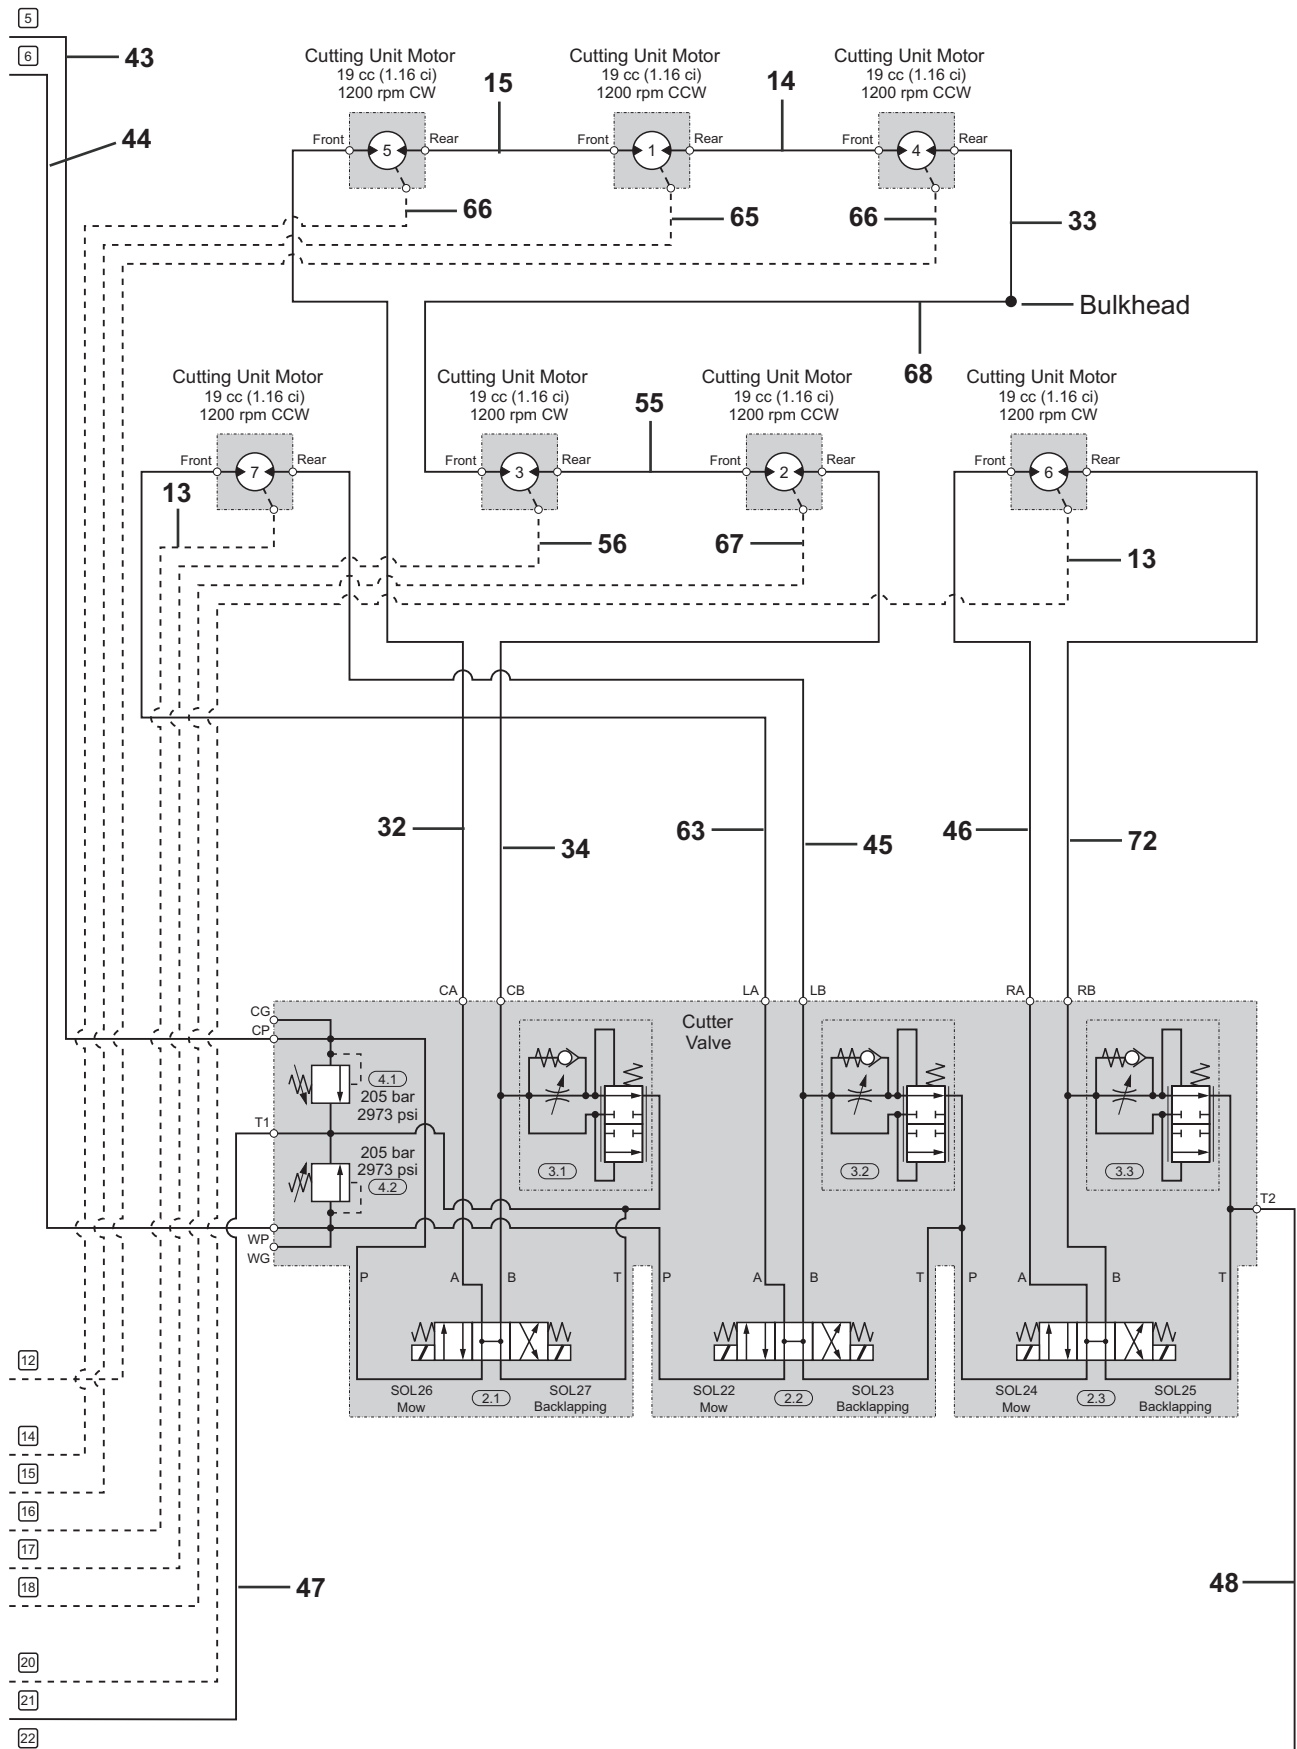 5
6
43
44
Cutting Unit Motor
19 cc (1.16 ci)
1200 rpm CW
Front
5
Rear
15
Cutting Unit Motor
19 cc (1.16 ci)
1200 rpm CCW
Front
1
Rear
14
Cutting Unit Motor
19 cc (1.16 ci)
1200 rpm CCW
Front
4
Rear
66
65
66
33
Bulkhead
68
Cutting Unit Motor
19 cc (1.16 ci)
1200 rpm CCW
Front
7
Rear
13
Cutting Unit Motor
19 cc (1.16 ci)
1200 rpm CW
Front
3
Rear
55
Cutting Unit Motor
19 cc (1.16 ci)
1200 rpm CCW
Front
2
Rear
Cutting Unit Motor
19 cc (1.16 ci)
1200 rpm CW
Front
6
Rear
56
67
13
32
34
63
45
46
72
CA
CB
LA
LB
RA
RB
CG
CP
T1
WP
WG
T2
Cutter
Valve
4.1
205 bar
2973 psi
205 bar
2973 psi
4.2
3.1
3.2
3.3
P
A
B
T
P
A
B
T
P
A
B
T
SOL26
Mow
2.1
SOL27
Backlapping
SOL22
Mow
2.2
SOL23
Backlapping
SOL24
Mow
2.3
SOL25
Backlapping
12
14
15
16
17
18
20
21
22
47
48